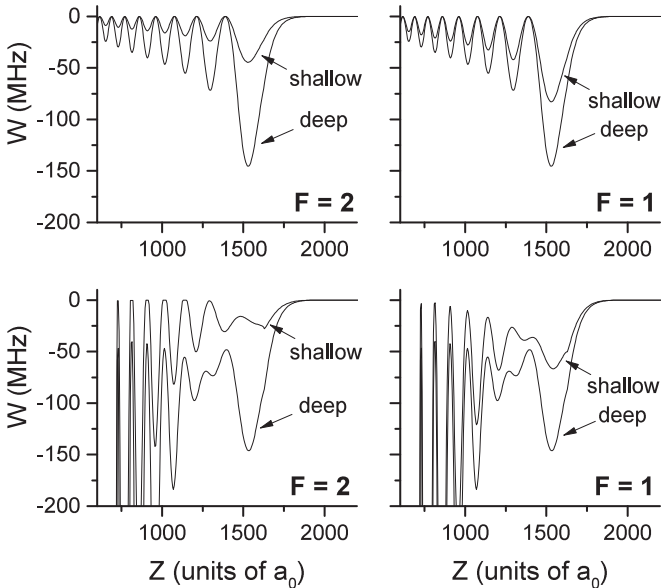 0
-50
-100
-150
-200
W (MHz)
shallow
deep
F = 2
1000 1500 2000
0
-50
-100
-150
-200
W (MHz)
shallow
deep
F = 1
1000 1500 2000
0
-50
-100
-150
-200
W (MHz)
shallow
deep
F = 2
1000 1500 2000
Z (units of a₀)
0
-50
-100
-150
-200
W (MHz)
shallow
deep
F = 1
1000 1500 2000
Z (units of a₀)